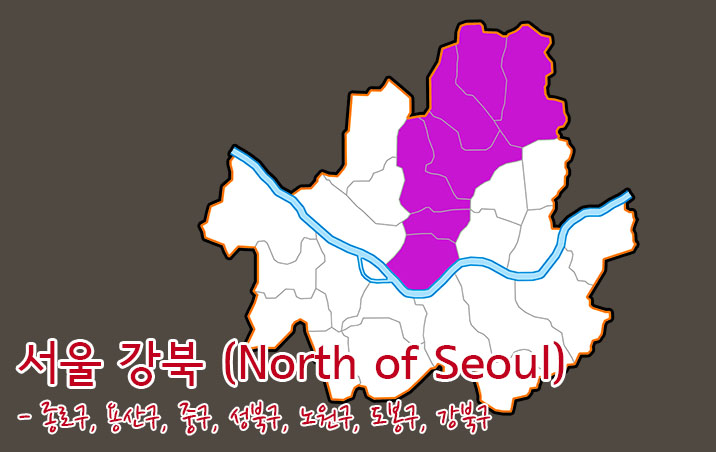 서울 강북 (North of Seoul)
- 종로구, 용산구, 중구, 성북구, 노원구, 도봉구, 강북구